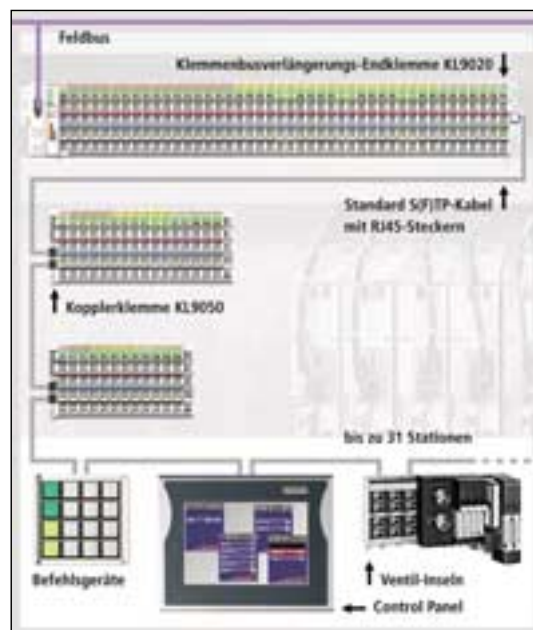 Feldbus
Klemmenbusverlängerungs-Endklemme KL9020
Standard S(F)TP-Kabel
mit RJ45-Steckern
Kopplerklemme KL9050
bis zu 31 Stationen
Befehlsgeräte
Ventil-Inseln
Control Panel